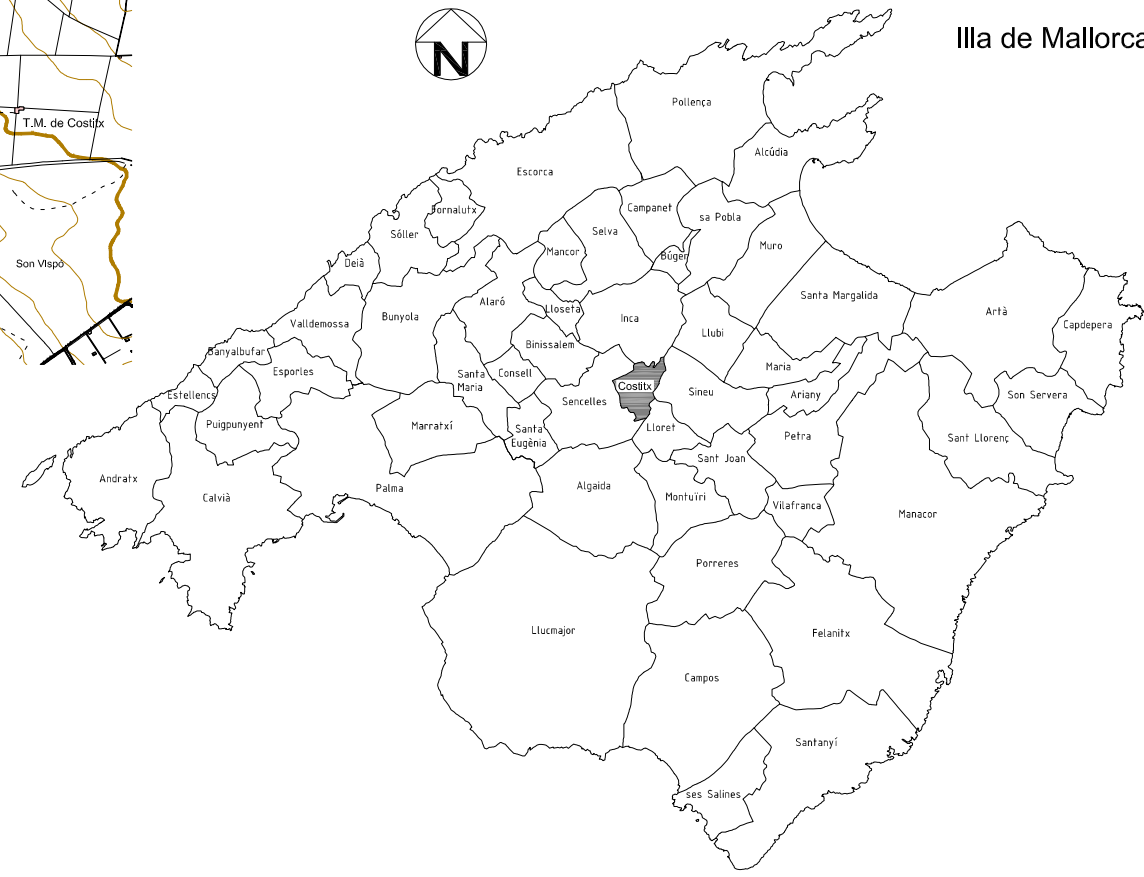 Illa de Mallorca
N
T.M. de Costitx
Son VIspó
Pollença
Alcúdia
Escorca
Fornalutx
Sóller
Campanet
sa Pobla
Selva
Mancor
Búger
Muro
Deià
Santa Margalida
Artà
Capdepera
Alaró
Lloseta
Inca
Bunyola
Valldemossa
Llubi
Binissalem
Banyalbufar
Esporles
Consell
Santa
Maria
Maria
Costitx
Sineu
Ariany
Son Servera
Estellencs
Sencelles
Puigpunyent
Marratxí
Santa
Eugènia
Lloret
Petra
Sant Llorenç
Sant Joan
Andratx
Calvià
Palma
Algaida
Montuïri
Vilafranca
Manacor
Porreres
Llucmajor
Felanitx
Campos
Santanyí
ses Salines